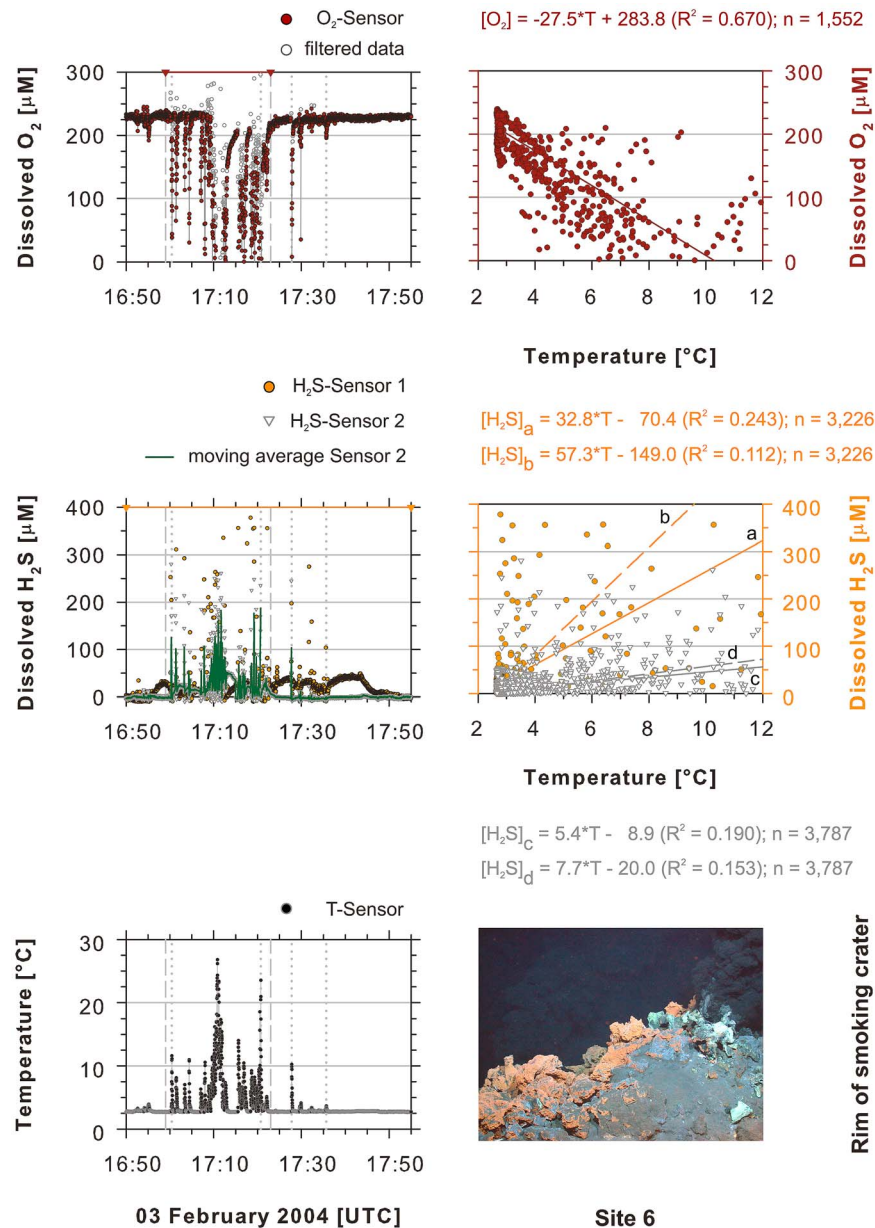 O2-Sensor
filtered data
[O2] = -27.5*T + 283.8 (R2 = 0.670); n = 1,552
Dissolved O2 [µM]
300
200
100
0
16:50 17:10 17:30 17:50
300
200
100
0
Dissolved O2 [µM]
2 4 6 8 10 12
Temperature [°C]
H2S-Sensor 1
H2S-Sensor 2
moving average Sensor 2
[H2S]a = 32.8*T - 70.4 (R2 = 0.243); n = 3,226
[H2S]b = 57.3*T - 149.0 (R2 = 0.112); n = 3,226
Dissolved H2S [µM]
400
300
200
100
0
16:50 17:10 17:30 17:50
b
a
d
c
400
300
200
100
0
Dissolved H2S [µM]
2 4 6 8 10 12
Temperature [°C]
[H2S]c = 5.4*T - 8.9 (R2 = 0.190); n = 3,787
[H2S]d = 7.7*T - 20.0 (R2 = 0.153); n = 3,787
T-Sensor
Temperature [°C]
30
20
10
0
16:50 17:10 17:30 17:50
03 February 2004 [UTC]
Rim of smoking crater
Site 6